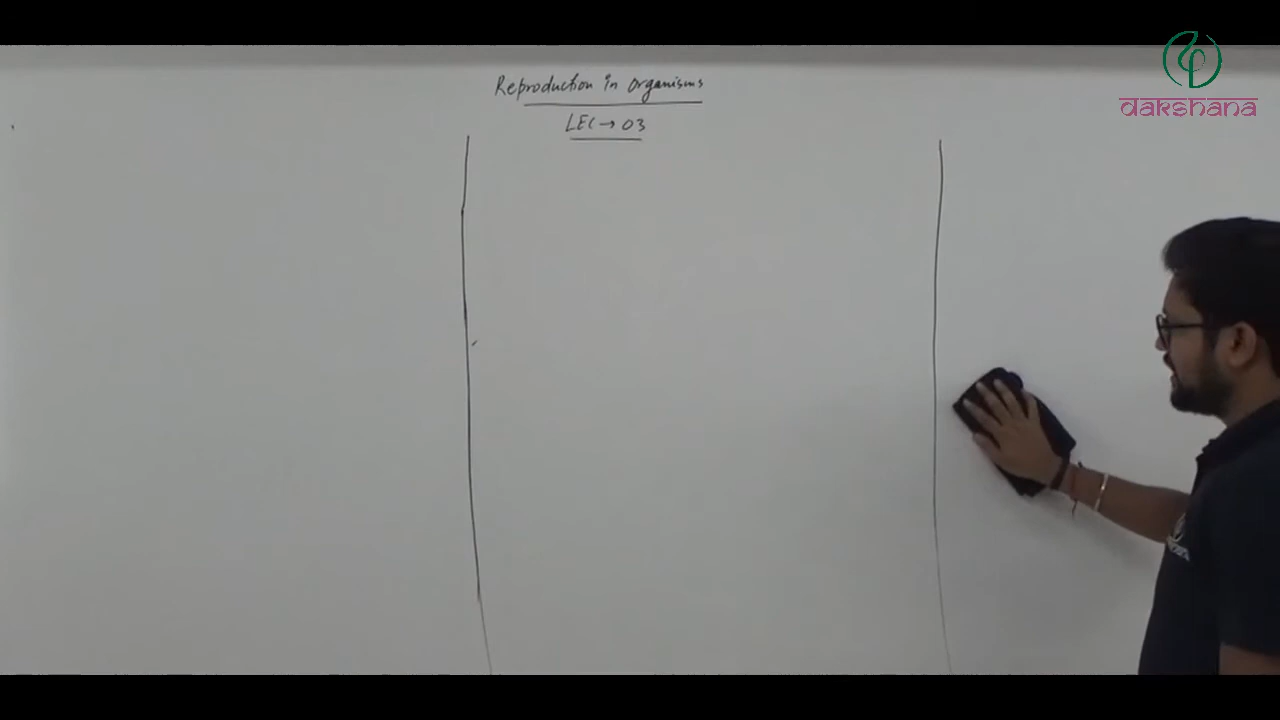 Reproduction in organisms
LEC → 03
dakshana